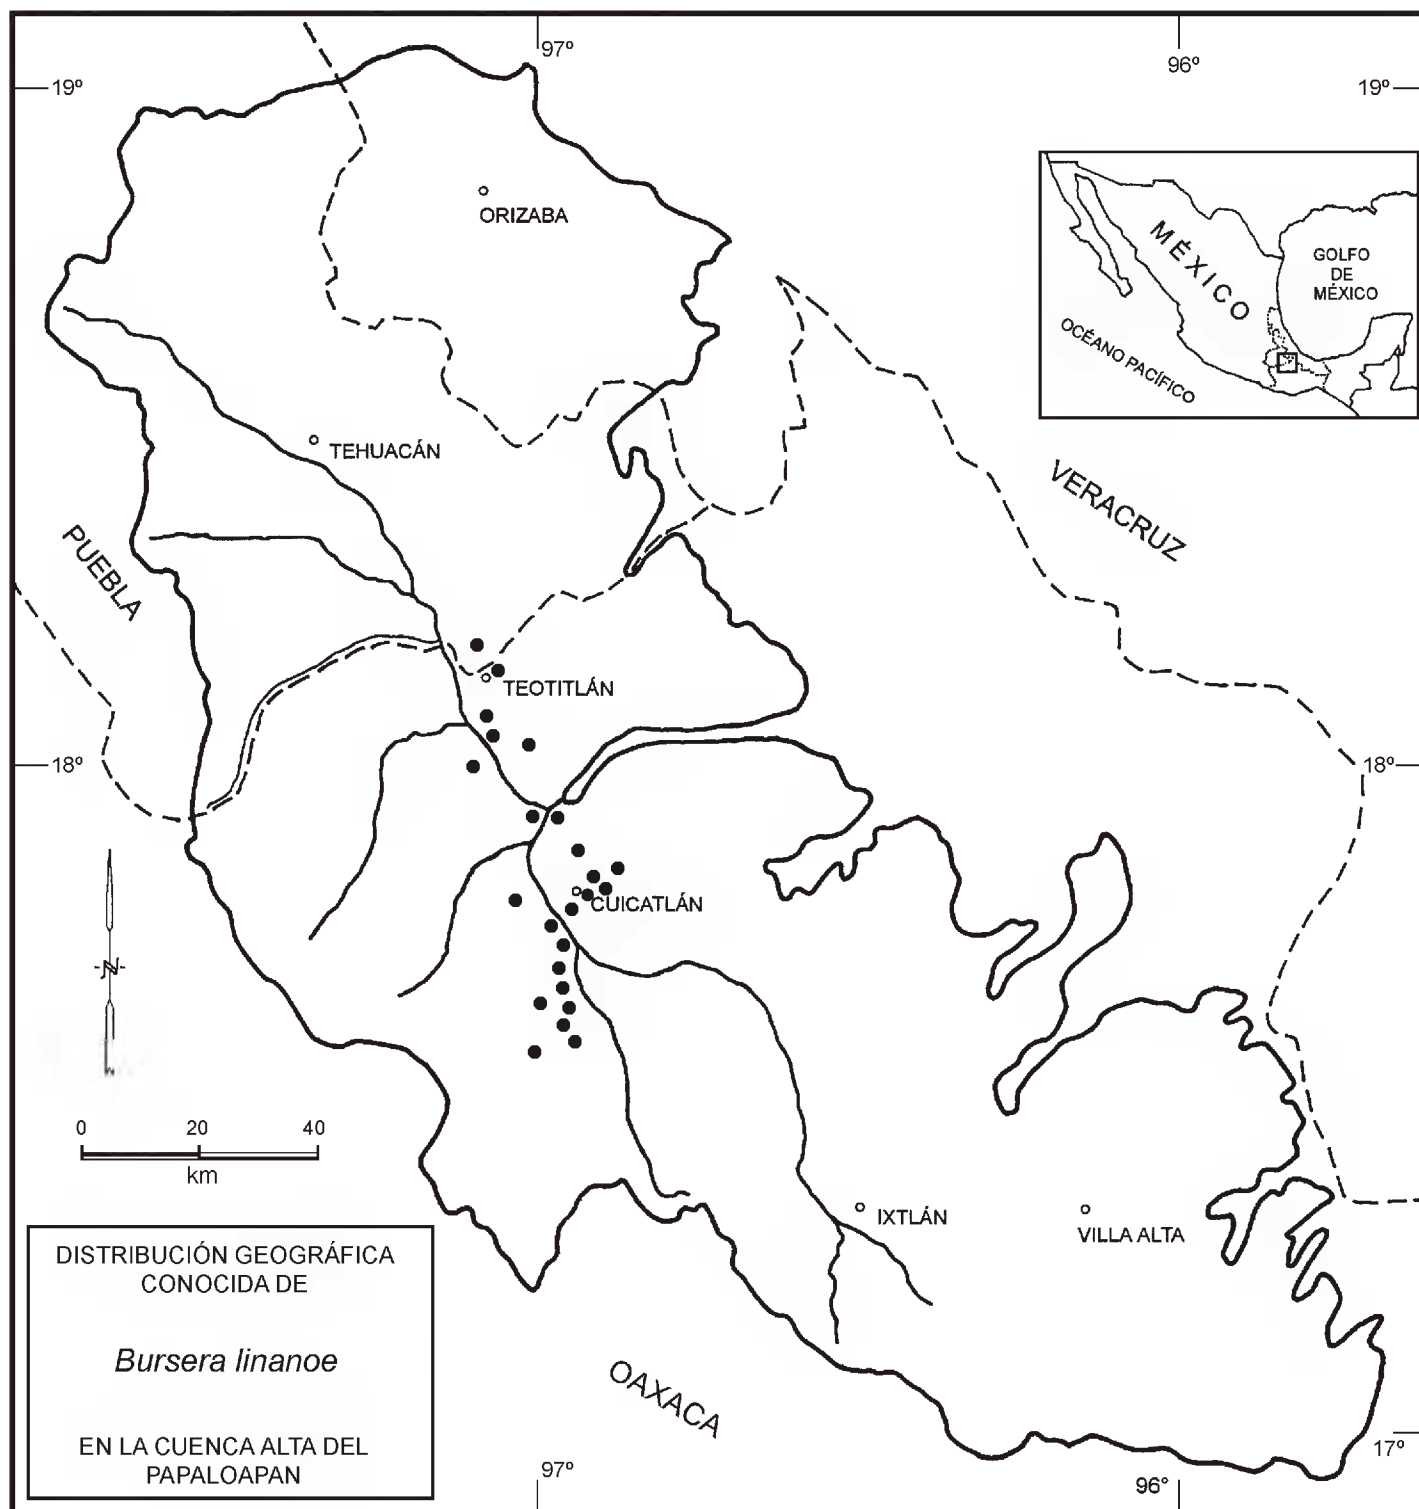 97º
96º
19º
19º
ORIZABA
MÉXICO
GOLFO
DE
MÉXICO
OCÉANO PACÍFICO
TEHUACÁN
VERACRUZ
PUEBLA
TEOTITLÁN
18º
18º
CUICATLÁN
N
0 20 40
km
IXTLÁN
VILLA ALTA
DISTRIBUCIÓN GEOGRÁFICA
CONOCIDA DE
Bursera linanoe
EN LA CUENCA ALTA DEL
PAPALOAPAN
OAXACA
17º
97º
96°